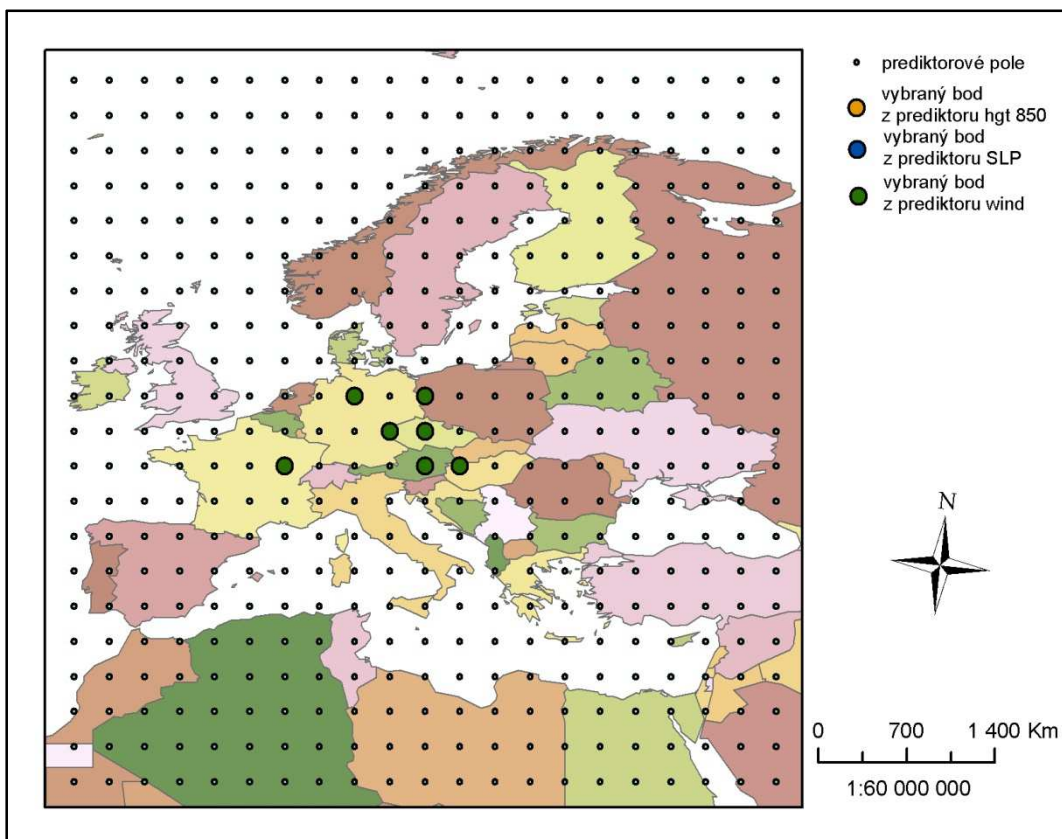 prediktorové pole
vybraný bod
z prediktoru hgt 850
vybraný bod
z prediktoru SLP
vybraný bod
z prediktoru wind
N
0 700 1 400 Km
1:60 000 000